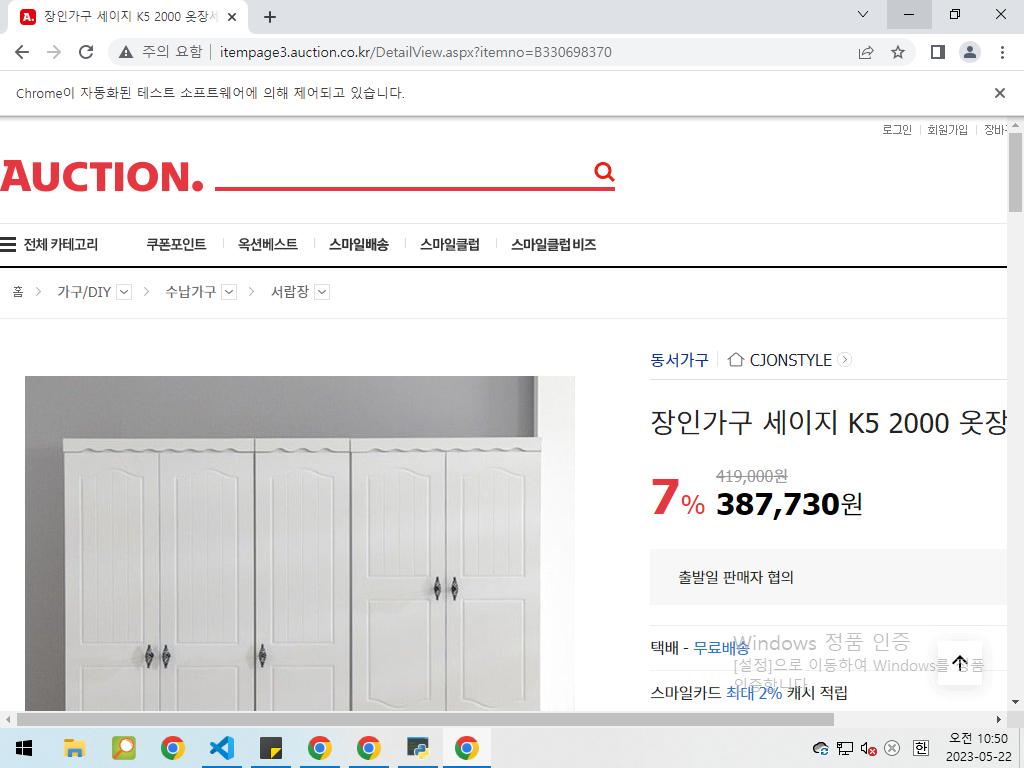 장인가구 세이지 K5 2000 옷장세
주의 요함 itempage3.auction.co.kr/DetailView.aspx?itemno=B330698370
Chrome이 자동화된 테스트 소프트웨어에 의해 제어되고 있습니다.
로그인 회원가입 장바구
AUCTION.
전체 카테고리 쿠폰포인트 옥션베스트 스마일배송 스마일클럽 스마일클럽 비즈
홈 가구/DIY 수납가구 서랍장
동서가구 CJONSTYLE
장인가구 세이지 K5 2000 옷장
419,000원
7% 387,730원
출발일 판매자 협의
택배 - 무료배송
Windows 정품 인증
[설정]으로 이동하여 Windows를 정품
인증합니다.
스마일카드 최대 2% 캐시 적립
한
오전 10:50
2023-05-22